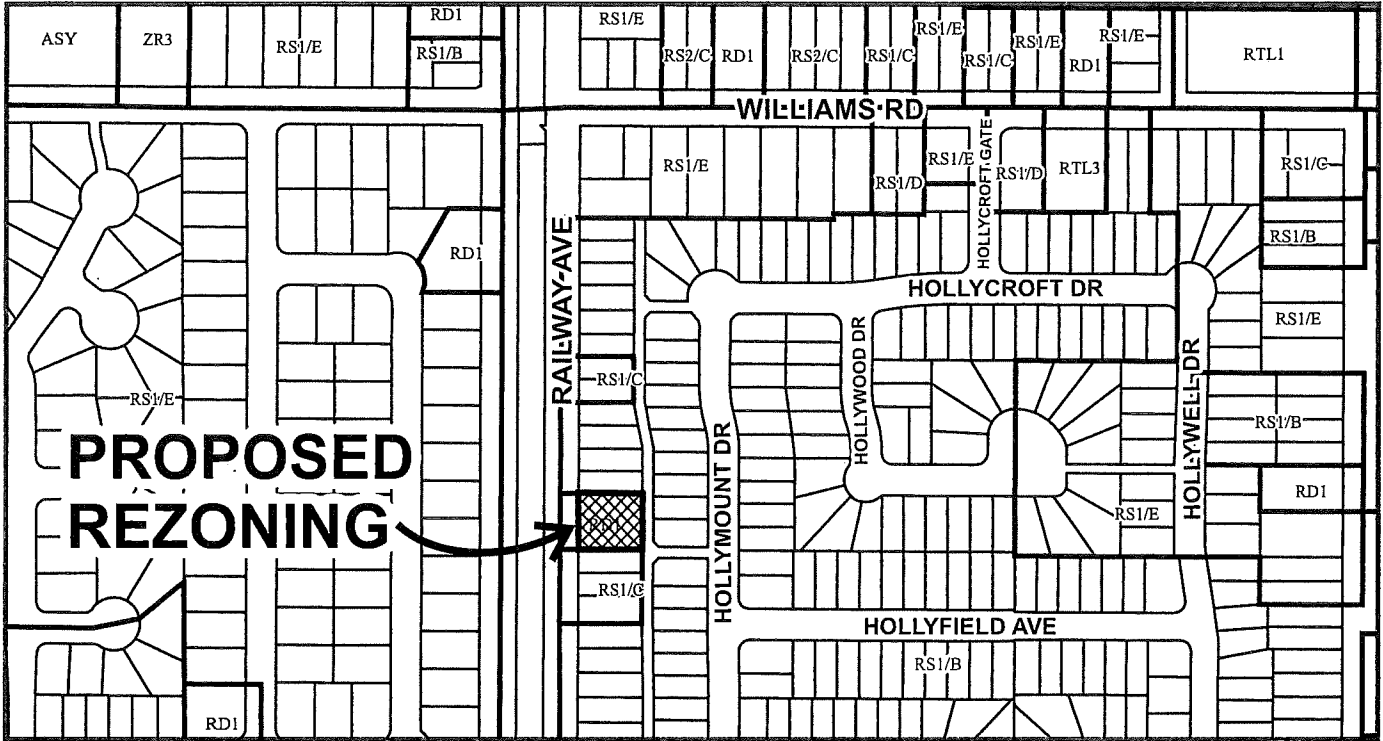 RD1
RS1/E
RS1/E
RS1/E
ASY
ZR3
RS1/E
RS1/B
RS2/C
RD1
RS2/C
RS1/C
RS1/C
RS1/E
RD1
RTL1
WILLIAMS RD
RS1/E
RS1/D
RS1/E
HOLLYCROFT GATE
RS1/D
RTL3
RS1/C
RS1/B
RD1
RAILWAY AVE
HOLLYCROFT DR
RS1/E
HOLLYWOOD DR
HOLLYWELL DR
RS1/C
RS1/E
RS1/B
PROPOSED
REZONING
HOLLYMOUNT DR
RD1
RD1
RS1/E
RS1/C
HOLLYFIELD AVE
RS1/B
RD1